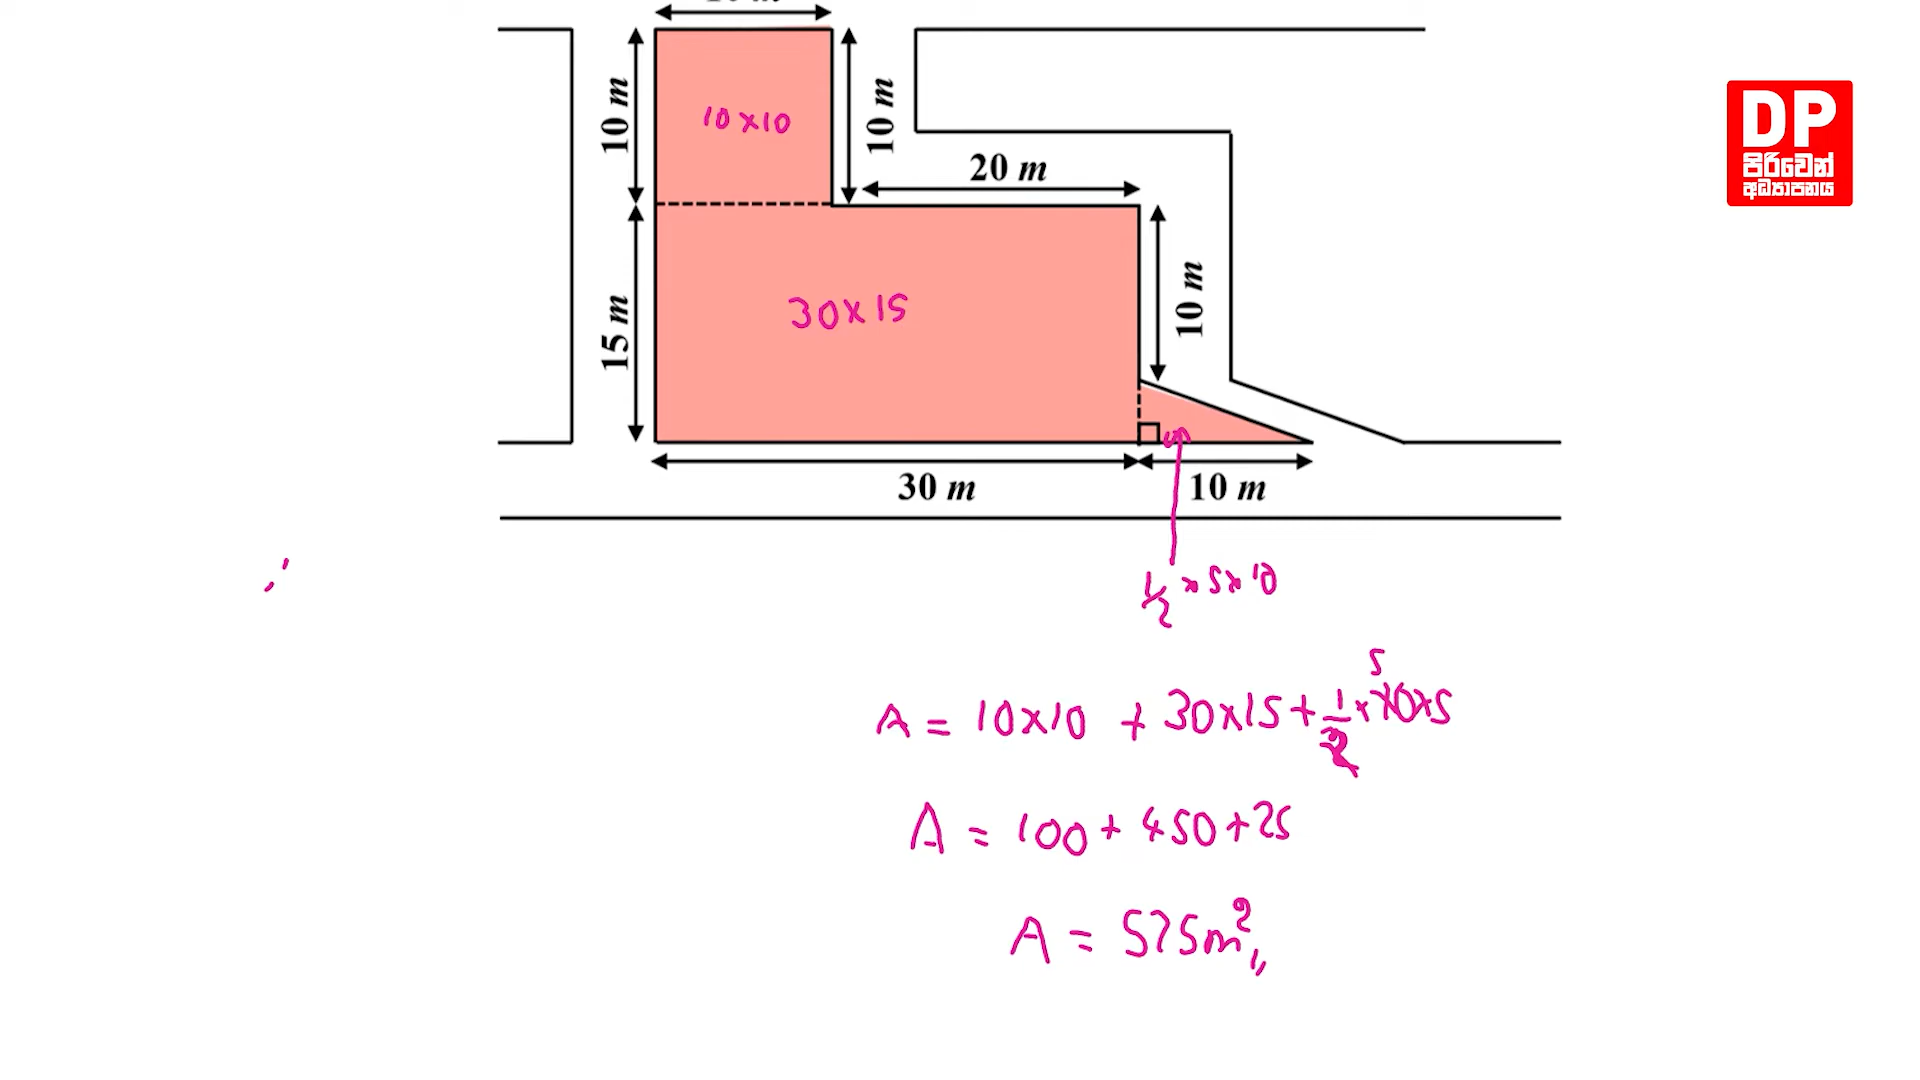 10 m
10 m
10 × 10
10 m
20 m
15 m
30 × 15
10 m
30 m
10 m
1/2 × 5 × 10
A = 10×10 + 30×15 + 1/2 × 10×5
5
A = 100 + 450 + 25
A = 575m²
DP
පිරිවෙන්
අධ්‍යාපනය